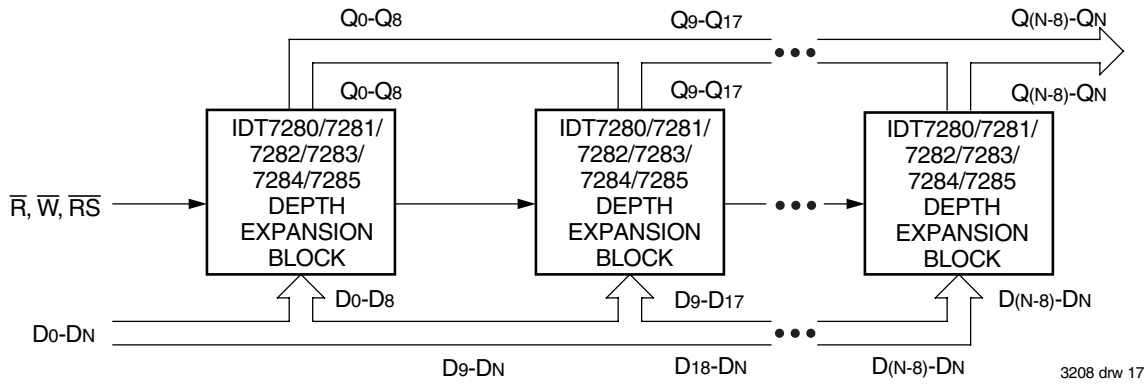 Q0-Q8 Q9-Q17 Q(N-8)-QN
Q0-Q8 Q9-Q17 Q(N-8)-QN
IDT7280/7281/
7282/7283/
7284/7285
DEPTH
EXPANSION
BLOCK
IDT7280/7281/
7282/7283/
7284/7285
DEPTH
EXPANSION
BLOCK
IDT7280/7281/
7282/7283/
7284/7285
DEPTH
EXPANSION
BLOCK
R̅, W̅, R̅S̅
D0-D8 D9-D17 D(N-8)-DN
D0-DN
D9-DN D18-DN D(N-8)-DN
3208 drw 17